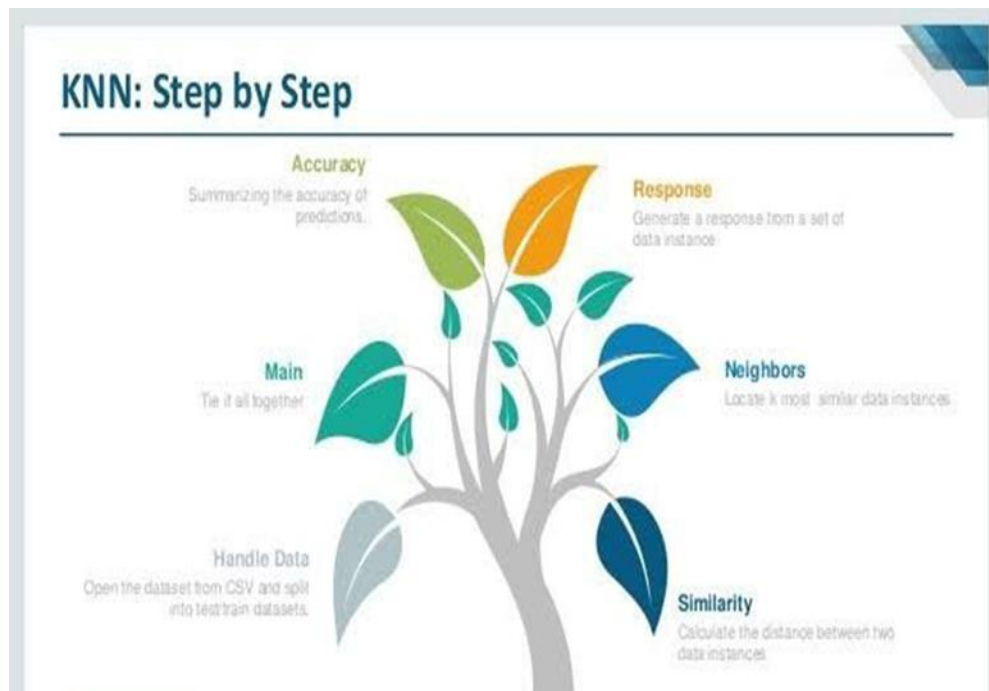 KNN: Step by Step
Accuracy
Summarizing the accuracy of
predictions.
Response
Generate a response from a set of
data instance
Main
Tie it all together
Neighbors
Locate k most similar data instances
Handle Data
Open the dataset from CSV and split
into test/train datasets.
Similarity
Calculate the distance between two
data instances